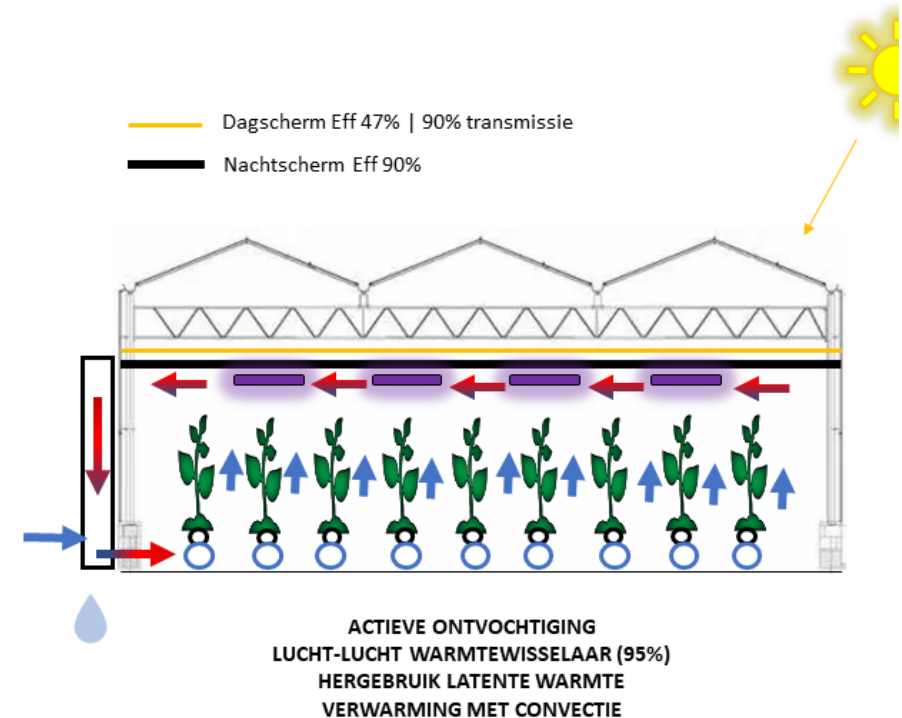 Dagscherm Eff 47% | 90% transmissie
Nachtscherm Eff 90%
ACTIEVE ONTVOCHTIGING
LUCHT-LUCHT WARMTEWISSELAAR (95%)
HERGEBRUIK LATENTE WARMTE
VERWARMING MET CONVECTIE